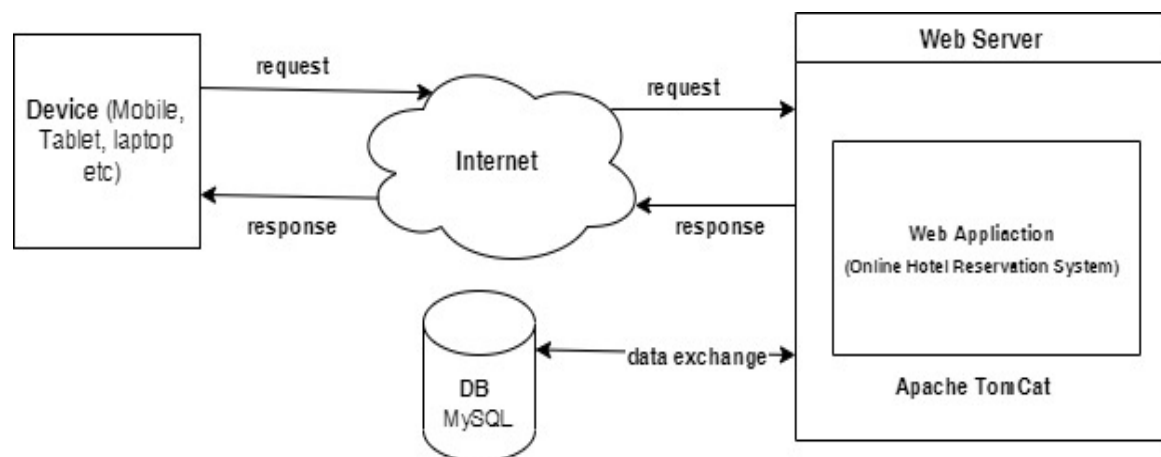 Device (Mobile,
Tablet, laptop
etc)
request
response
Internet
request
response
Web Server
Web Appliaction
(Online Hotel Reservation System)
Apache TomCat
data exchange
DB
MySQL